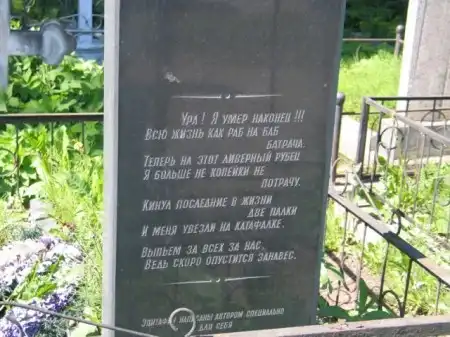 Ура! Я умер наконец!!!
Всю жизнь как раб на баб
батрача.
Теперь на этот ливерный рубец
Я больше не копейки не
потрачу.
Кинул последние в жизни
две палки
И меня увезли на катафалке.
Выпьем за всех за нас,
Ведь скоро опустится занавес.
Эпитафия написаны автором специально
для себя